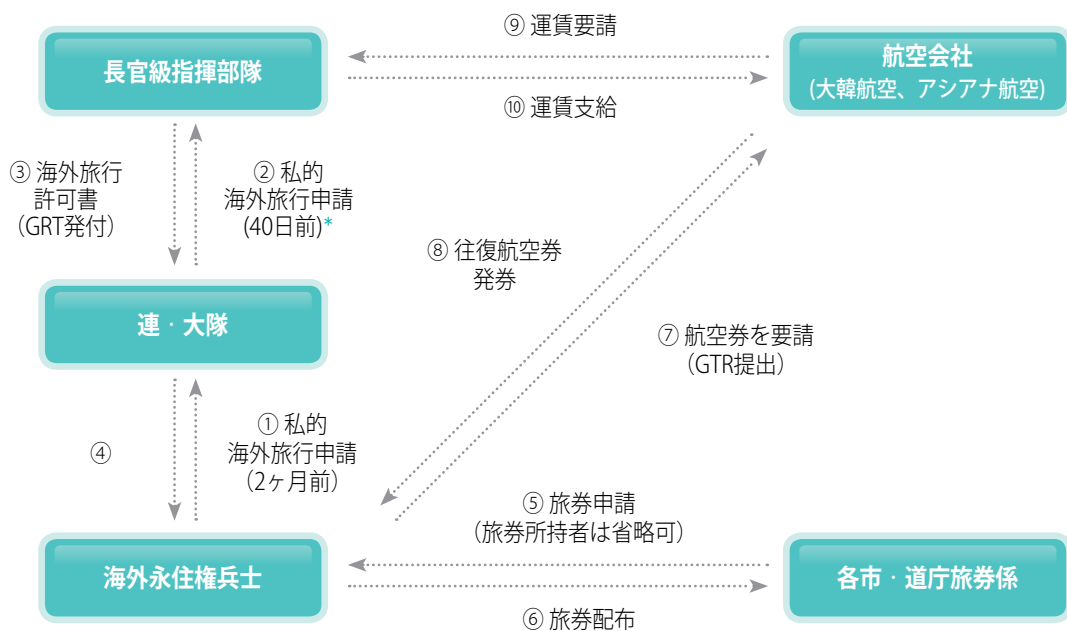 ⑨ 運賃要請
長官級指揮部隊
航空会社
(大韓航空、アシアナ航空)
⑩ 運賃支給
③ 海外旅行
許可書
（GRT発付）
② 私的
海外旅行申請
(40日前)*
⑧ 往復航空券
発券
連‧大隊
⑦ 航空券を要請
（GTR提出）
④
① 私的
海外旅行申請
（2ヶ月前）
⑤ 旅券申請
（旅券所持者は省略可）
海外永住権兵士
各市‧道庁旅券係
⑥ 旅券配布